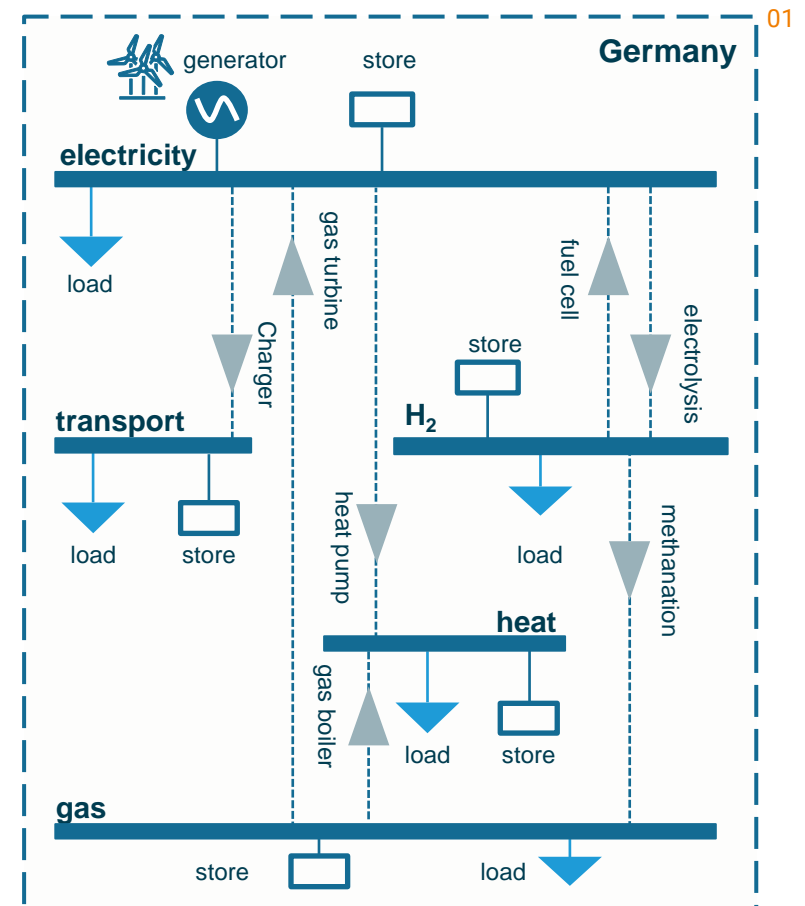 01
Germany
generator
store
electricity
load
gas turbine
fuel cell
Charger
electrolysis
store
transport
H₂
load
store
heat pump
load
methanation
heat
gas boiler
load
store
gas
store
load